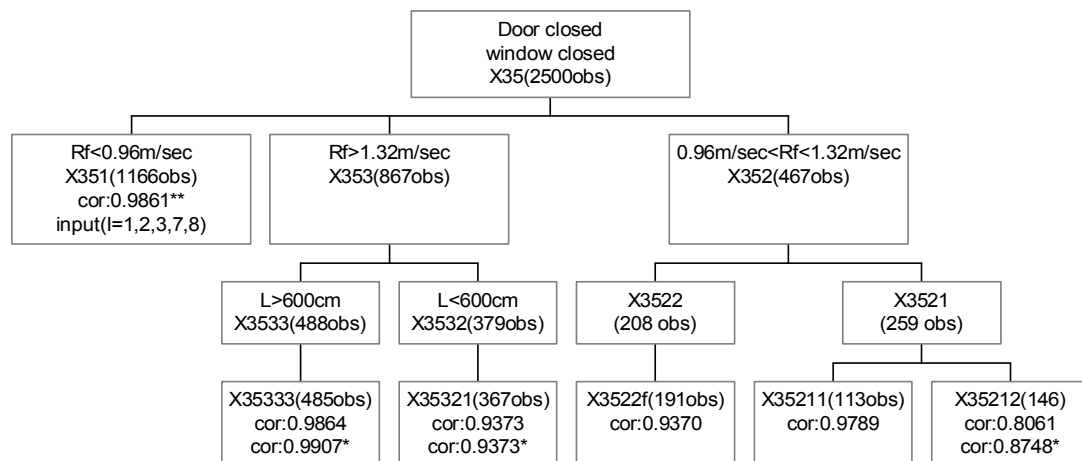 Door closed
window closed
X35(2500obs)
Rf<0.96m/sec
X351(1166obs)
cor:0.9861**
input(I=1,2,3,7,8)
Rf>1.32m/sec
X353(867obs)
0.96m/sec<Rf<1.32m/sec
X352(467obs)
L>600cm
X3533(488obs)
L<600cm
X3532(379obs)
X3522
(208 obs)
X3521
(259 obs)
X35333(485obs)
cor:0.9864
cor:0.9907*
X35321(367obs)
cor:0.9373
cor:0.9373*
X3522f(191obs)
cor:0.9370
X35211(113obs)
cor:0.9789
X35212(146)
cor:0.8061
cor:0.8748*